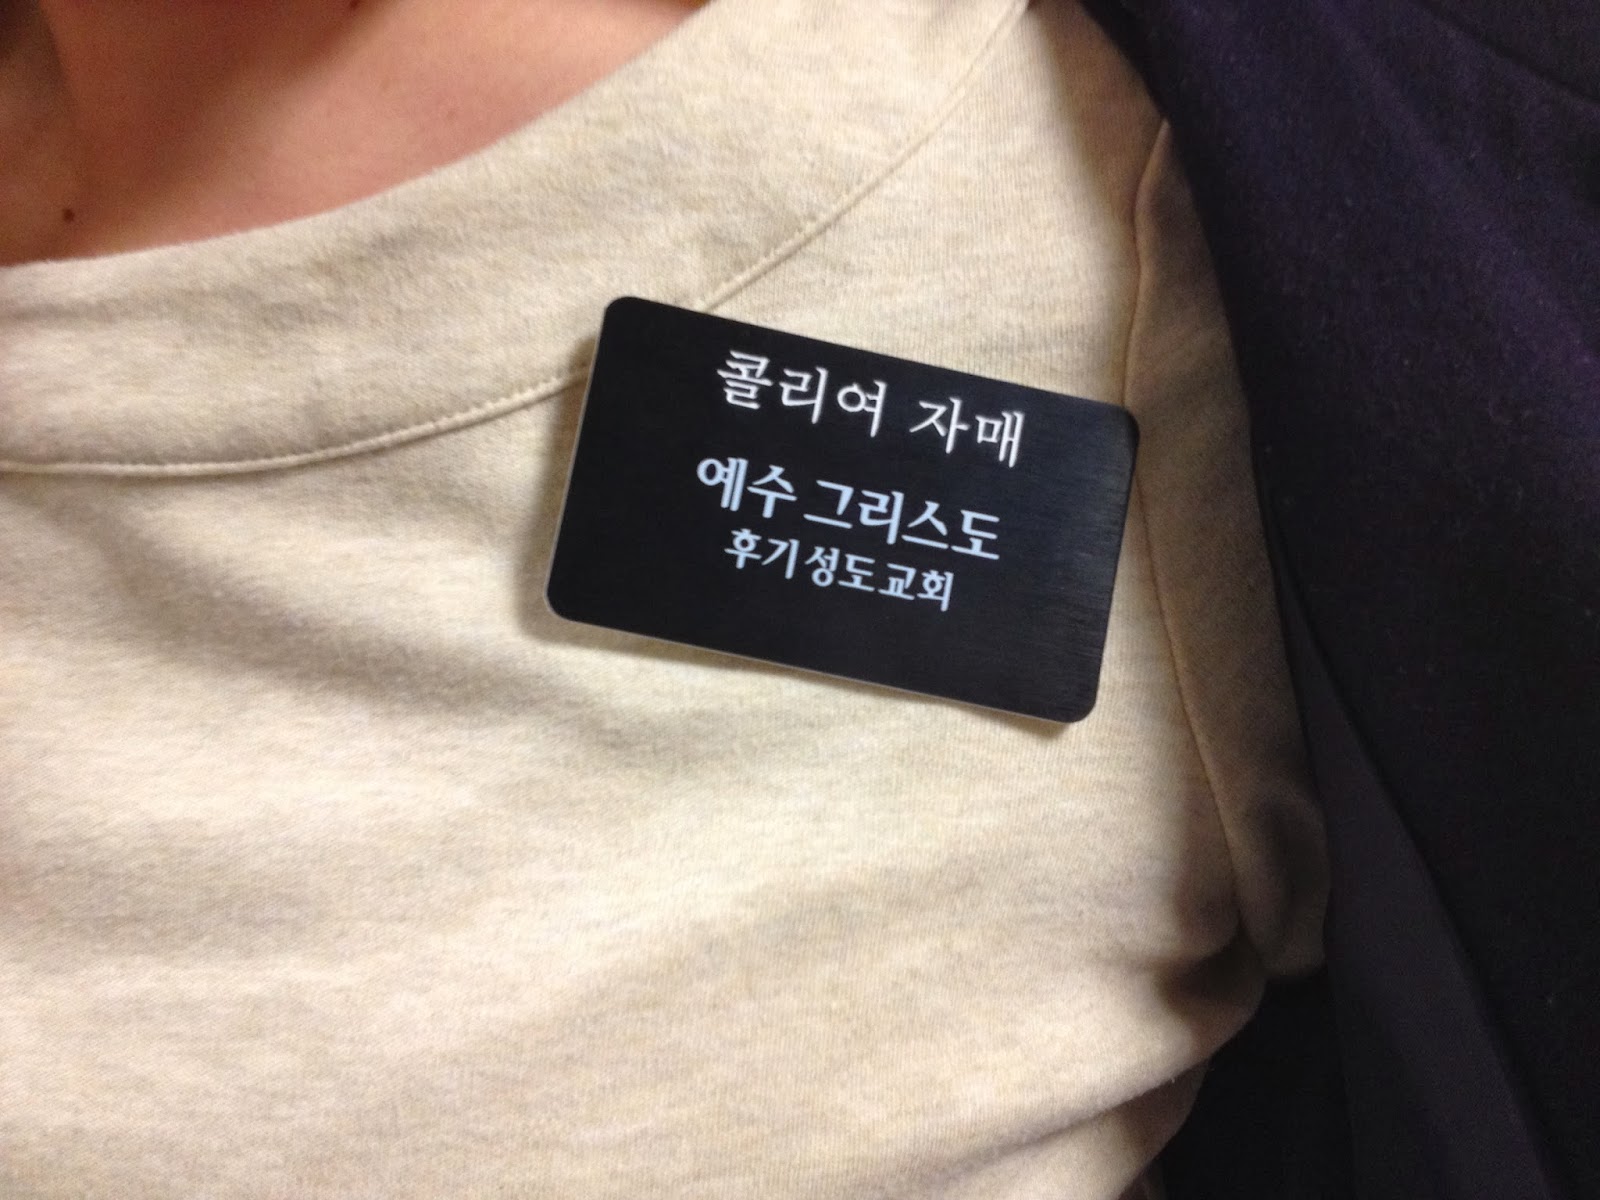 콜리여 자매
예수 그리스도
후기 성도 교회